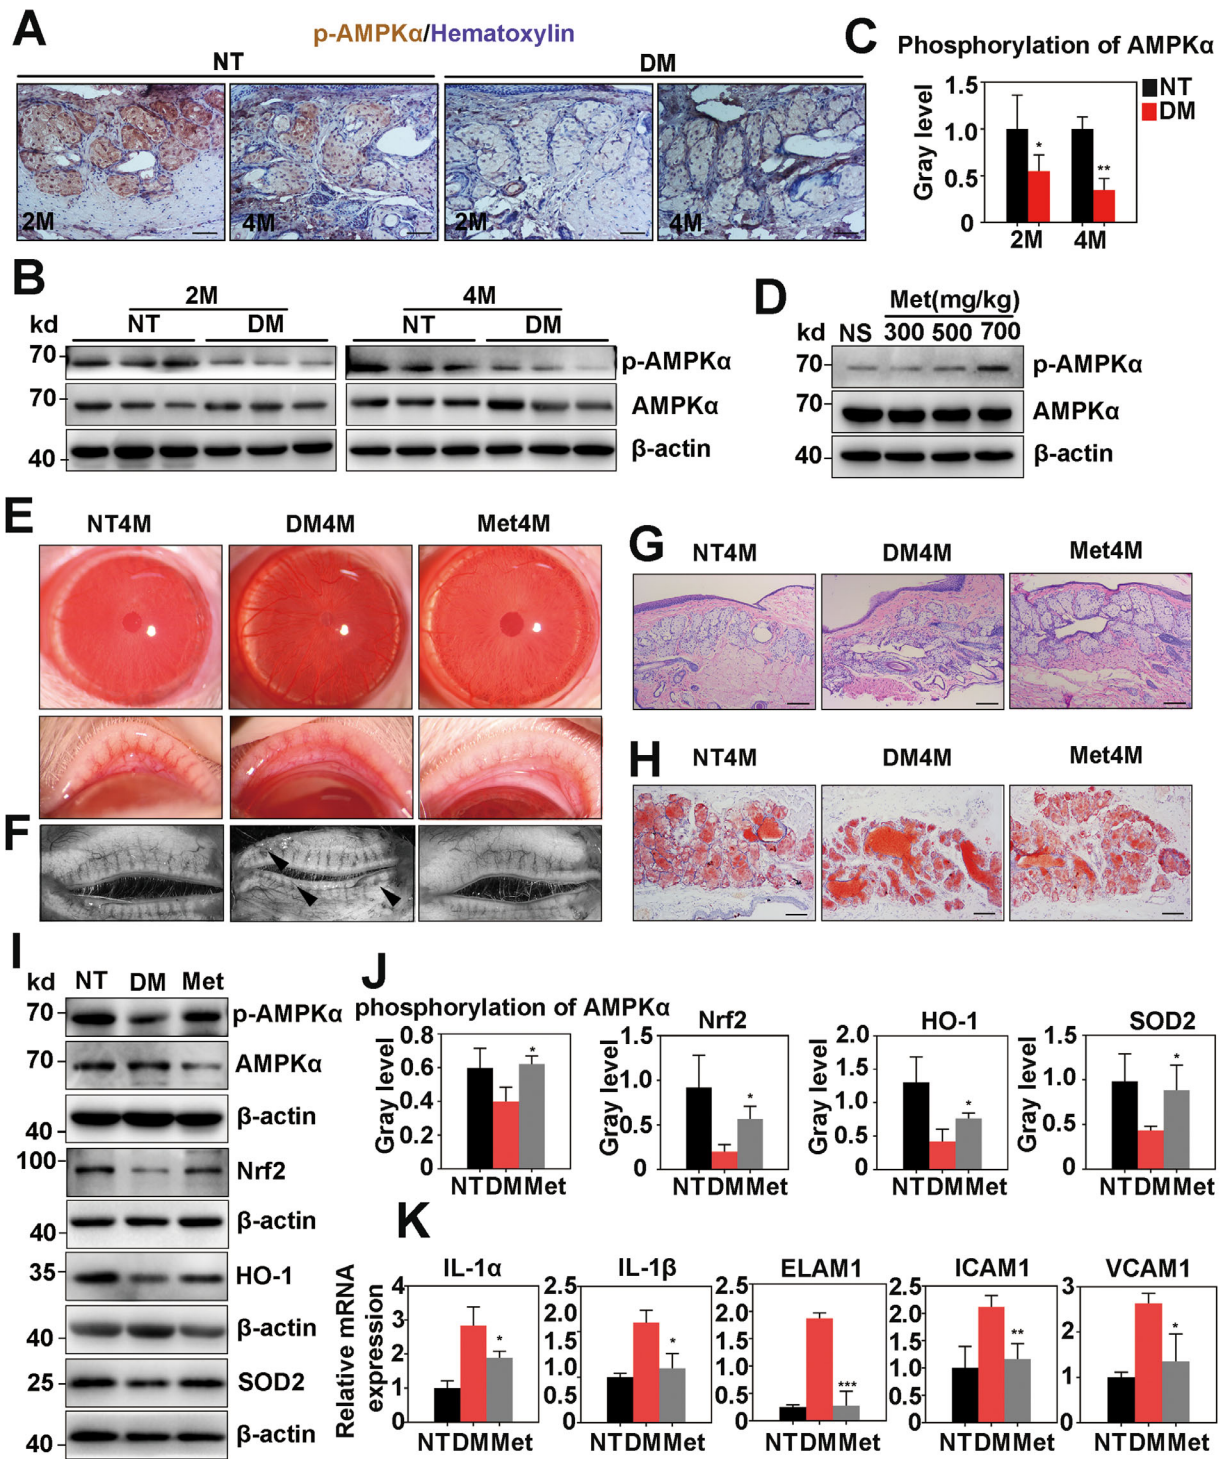 A
p-AMPKα/Hematoxylin
NT DM
2M 4M 2M 4M
C
Phosphorylation of AMPKα
Gray level
1.5
1.0
0.5
0
NT
DM
*
**
2M 4M
B
2M 4M
kd NT DM NT DM
70 p-AMPKα
70 AMPKα
40 β-actin
D
Met(mg/kg)
kd NS 300 500 700
70 p-AMPKα
70 AMPKα
40 β-actin
E
NT4M DM4M Met4M
F
G
NT4M DM4M Met4M
H
NT4M DM4M Met4M
I
kd NT DM Met
70 p-AMPKα
70 AMPKα
40 β-actin
100 Nrf2
40 β-actin
35 HO-1
40 β-actin
25 SOD2
40 β-actin
J
phosphorylation of AMPKα
Gray level
0.8
0.6
0.4
0.2
0
*
NT DM Met
Nrf2
Gray level
1.5
1.0
0.5
0
*
NT DM Met
HO-1
Gray level
2.0
1.5
1.0
0.5
0
*
NT DM Met
SOD2
Gray level
1.5
1.0
0.5
0
*
NT DM Met
K
Relative mRNA
expression
IL-1α
4
3
2
1
0
*
NT DM Met
IL-1β
2.5
2.0
1.5
1.0
0.5
0
*
NT DM Met
ELAM1
2.5
2.0
1.5
1.0
0.5
0
***
NT DM Met
ICAM1
2.5
2.0
1.5
1.0
0.5
0
**
NT DM Met
VCAM1
3
2
1
0
*
NT DM Met